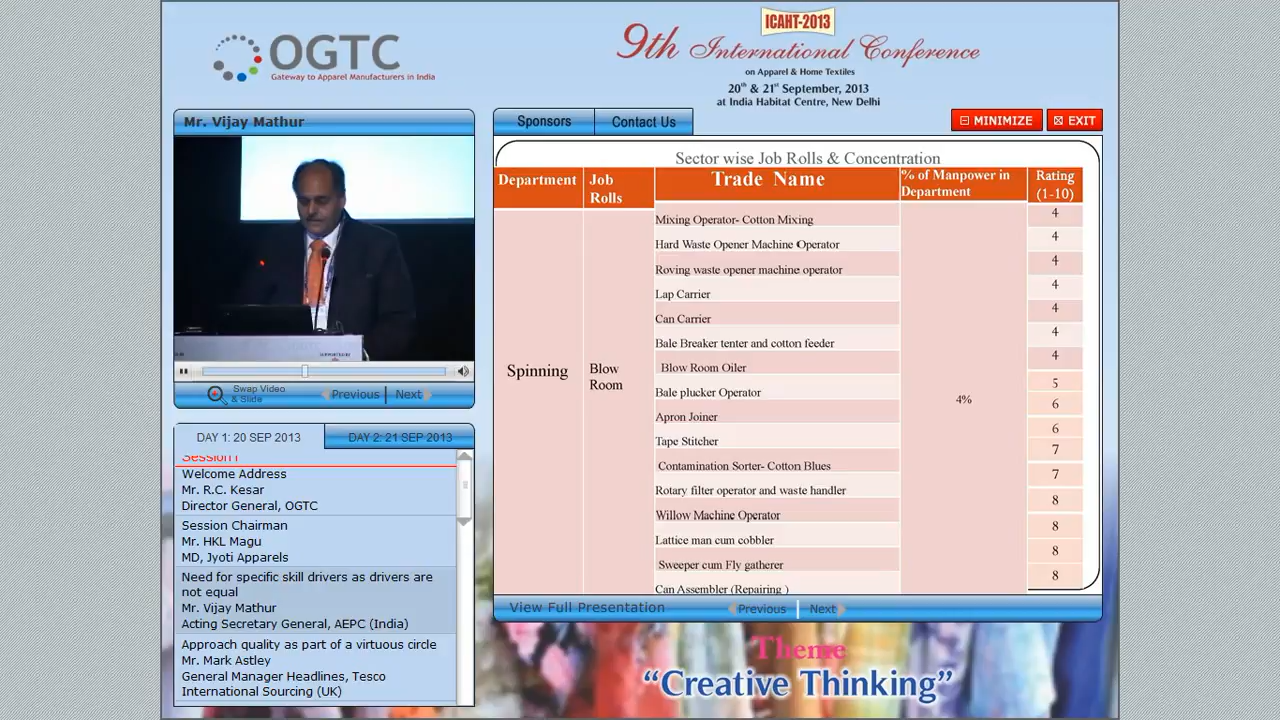 OGTC
Gateway to Apparel Manufacturers in India
ICAHT-2013
9th International Conference
on Apparel & Home Textiles
20th & 21st September, 2013
at India Habitat Centre, New Delhi
Mr. Vijay Mathur
Swap Video
& Slide
Previous | Next
DAY 1: 20 SEP 2013
DAY 2: 21 SEP 2013
Session I
Welcome Address
Mr. R.C. Kesar
Director General, OGTC
Session Chairman
Mr. HKL Magu
MD, Jyoti Apparels
Need for specific skill drivers as drivers are
not equal
Mr. Vijay Mathur
Acting Secretary General, AEPC (India)
Approach quality as part of a virtuous circle
Mr. Mark Astley
General Manager Headlines, Tesco
International Sourcing (UK)
Sponsors
Contact Us
MINIMIZE
EXIT
Sector wise Job Rolls & Concentration
Department
Job
Rolls
Trade Name
% of Manpower in
Department
Rating
(1-10)
Spinning
Blow
Room
Mixing Operator- Cotton Mixing
Hard Waste Opener Machine Operator
Roving waste opener machine operator
Lap Carrier
Can Carrier
Bale Breaker tenter and cotton feeder
Blow Room Oiler
Bale plucker Operator
Apron Joiner
Tape Stitcher
Contamination Sorter- Cotton Blues
Rotary filter operator and waste handler
Willow Machine Operator
Lattice man cum cobbler
Sweeper cum Fly gatherer
Can Assembler (Repairing )
4%
4
4
4
4
4
4
4
5
6
6
7
7
8
8
8
8
View Full Presentation
Previous | Next
Theme
“Creative Thinking”